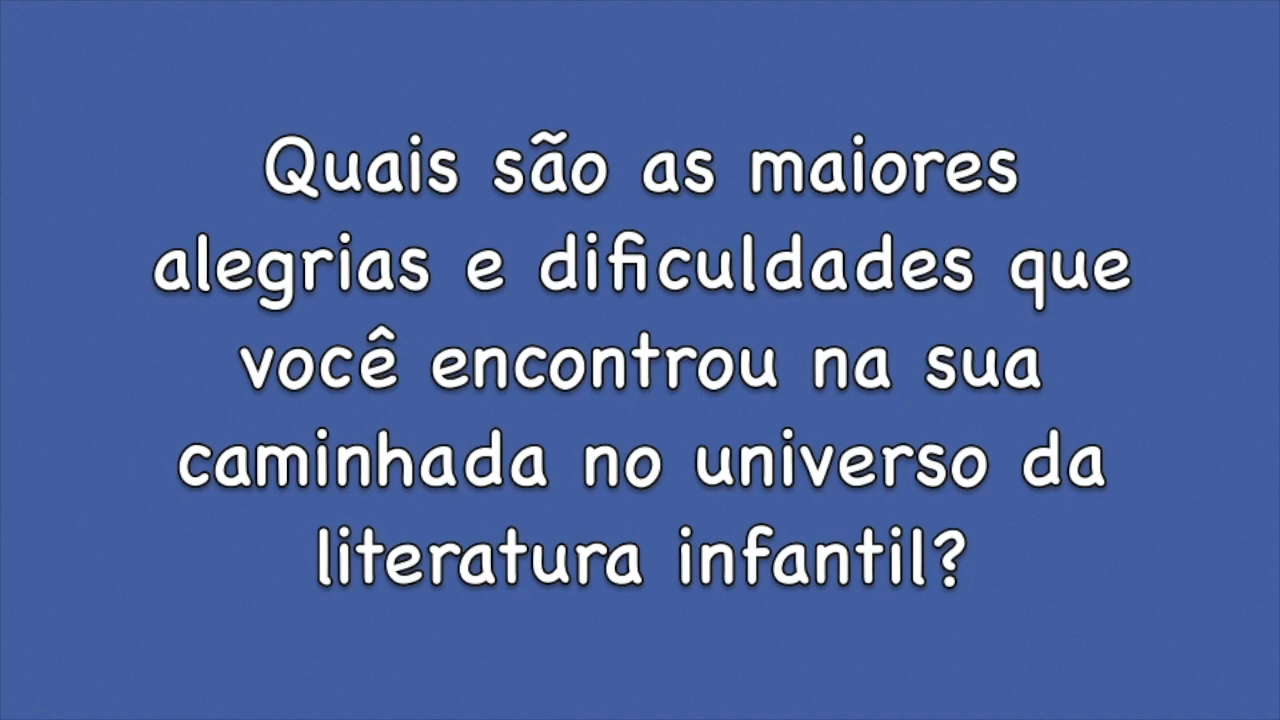 Quais são as maiores
alegrias e dificuldades que
você encontrou na sua
caminhada no universo da
literatura infantil?